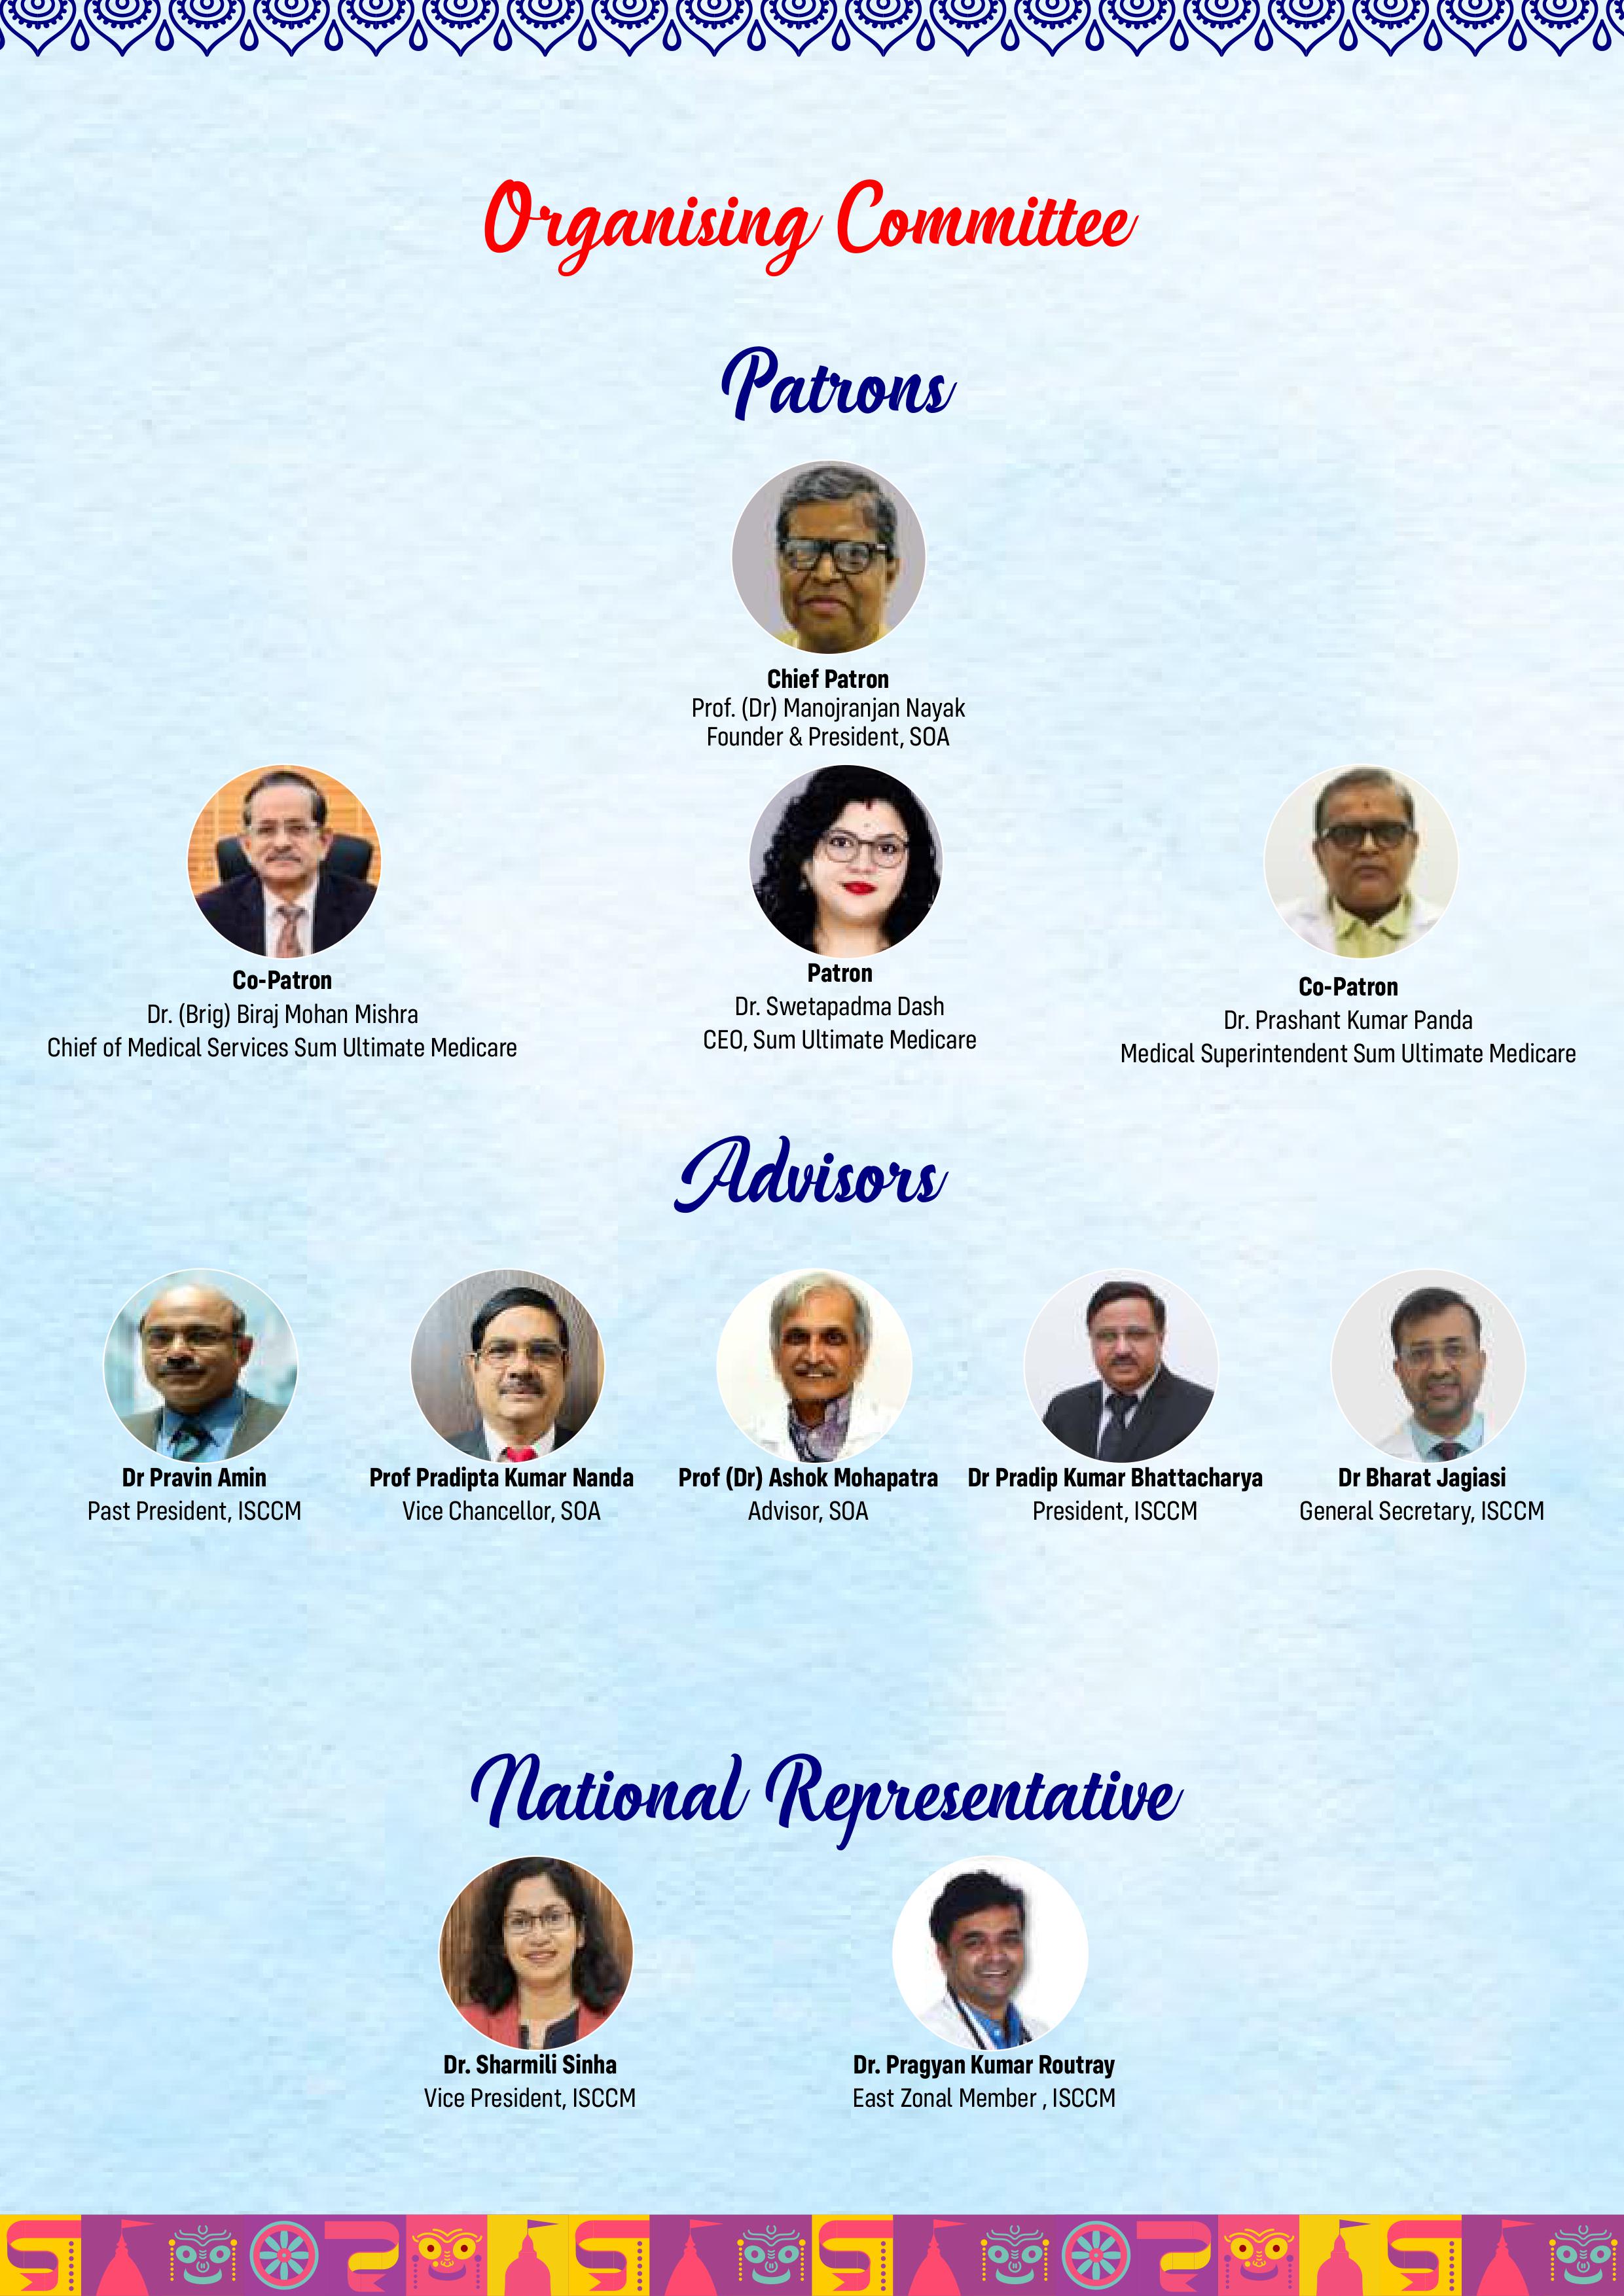 Organising Committee
Patrons
Chief Patron
Prof. (Dr) Manojranjan Nayak
Founder & President, SOA
Co-Patron
Dr. (Brig) Biraj Mohan Mishra
Chief of Medical Services Sum Ultimate Medicare
Patron
Dr. Swetapadma Dash
CEO, Sum Ultimate Medicare
Co-Patron
Dr. Prashant Kumar Panda
Medical Superintendent Sum Ultimate Medicare
Advisors
Dr Pravin Amin
Past President, ISCCM
Prof Pradipta Kumar Nanda
Vice Chancellor, SOA
Prof (Dr) Ashok Mohapatra
Advisor, SOA
Dr Pradip Kumar Bhattacharya
President, ISCCM
Dr Bharat Jagiasi
General Secretary, ISCCM
National Representative
Dr. Sharmili Sinha
Vice President, ISCCM
Dr. Pragyan Kumar Routray
East Zonal Member , ISCCM